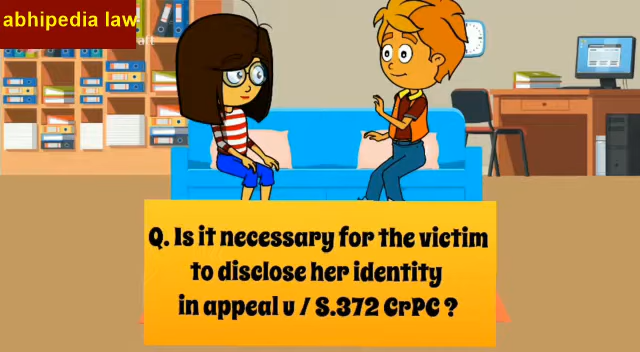 abhipedia law
Q. Is it necessary for the victim
to disclose her identity
in appeal u / S.372 CrPC ?